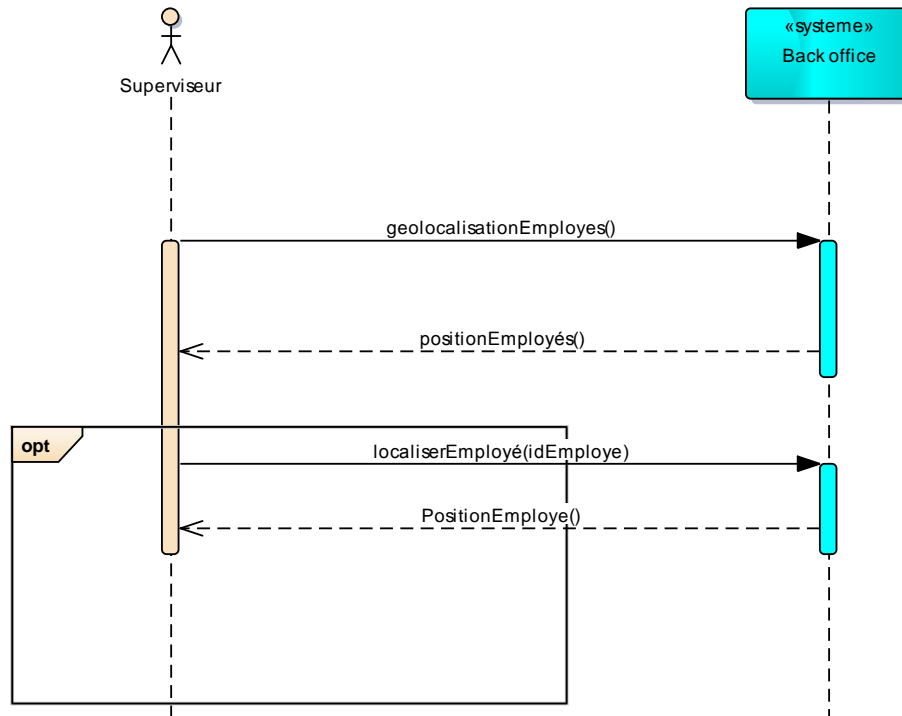 «systeme»
Back office
Superviseur
geolocalisationEmployes()
positionEmployés()
opt
localiserEmployé(idEmploye)
PositionEmploye()